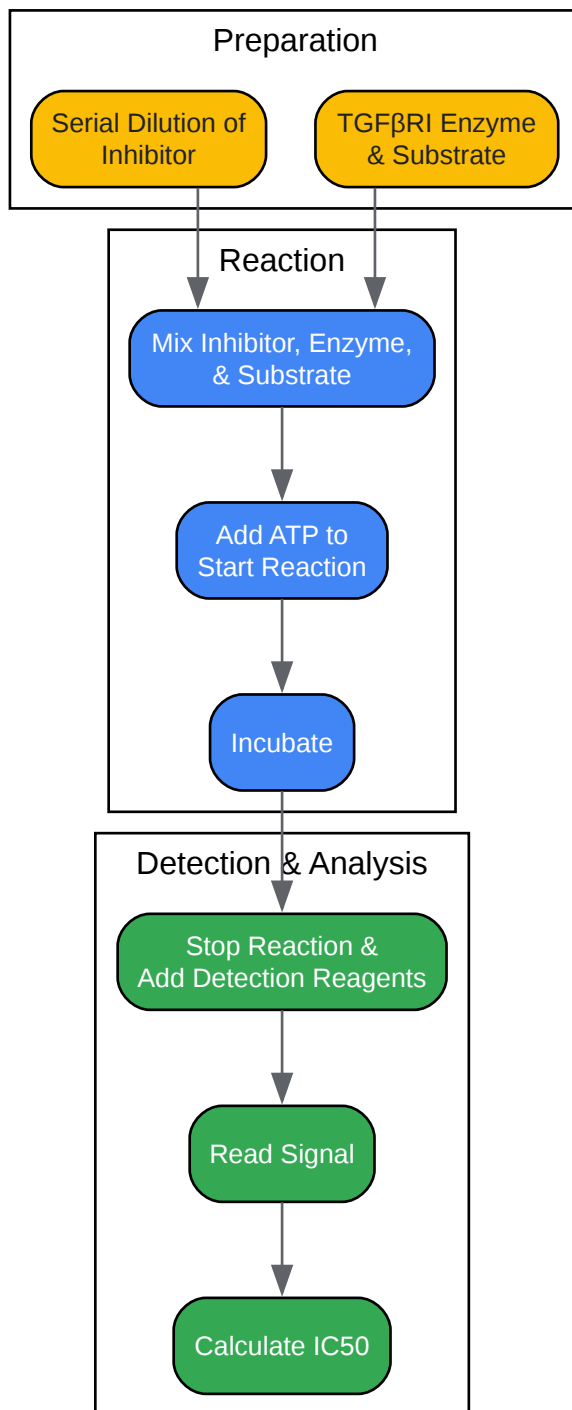 Preparation
Serial Dilution of
Inhibitor
TGFβRI Enzyme
& Substrate
Reaction
Mix Inhibitor, Enzyme,
& Substrate
Add ATP to
Start Reaction
Incubate
Detection & Analysis
Stop Reaction &
Add Detection Reagents
Read Signal
Calculate IC50